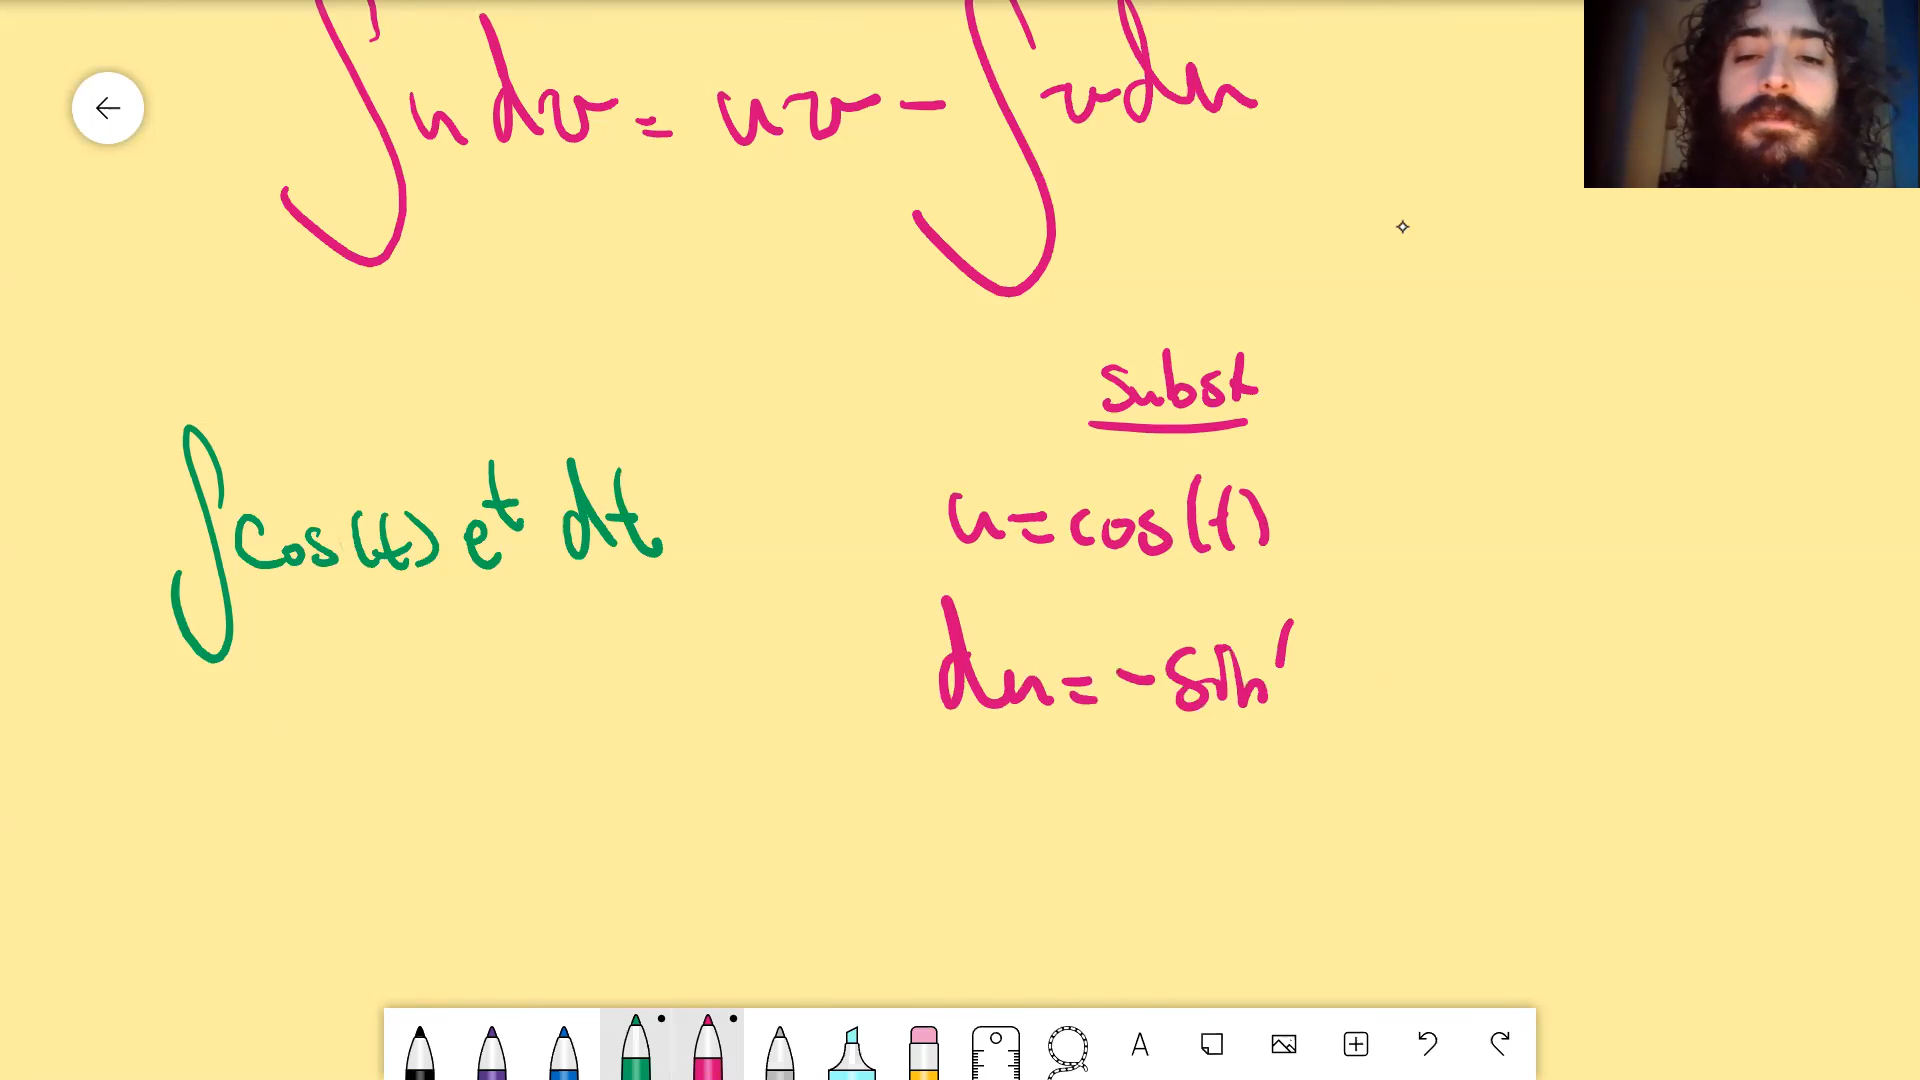 ∫u dv = uv - ∫v du
Subst
∫cos(t) e^t dt
u = cos(t)
du = -sin(
A